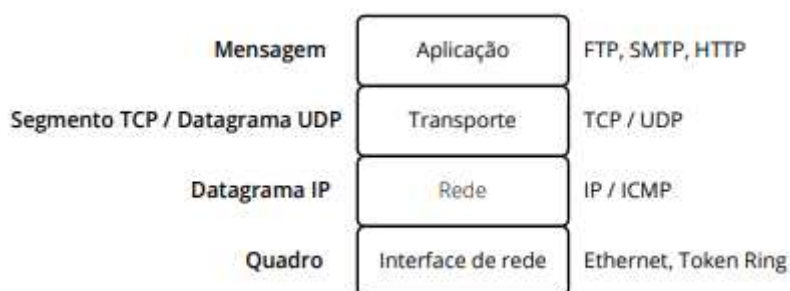 Mensagem Aplicação FTP, SMTP, HTTP
Segmento TCP / Datagrama UDP Transporte TCP / UDP
Datagrama IP Rede IP / ICMP
Quadro Interface de rede Ethernet, Token Ring